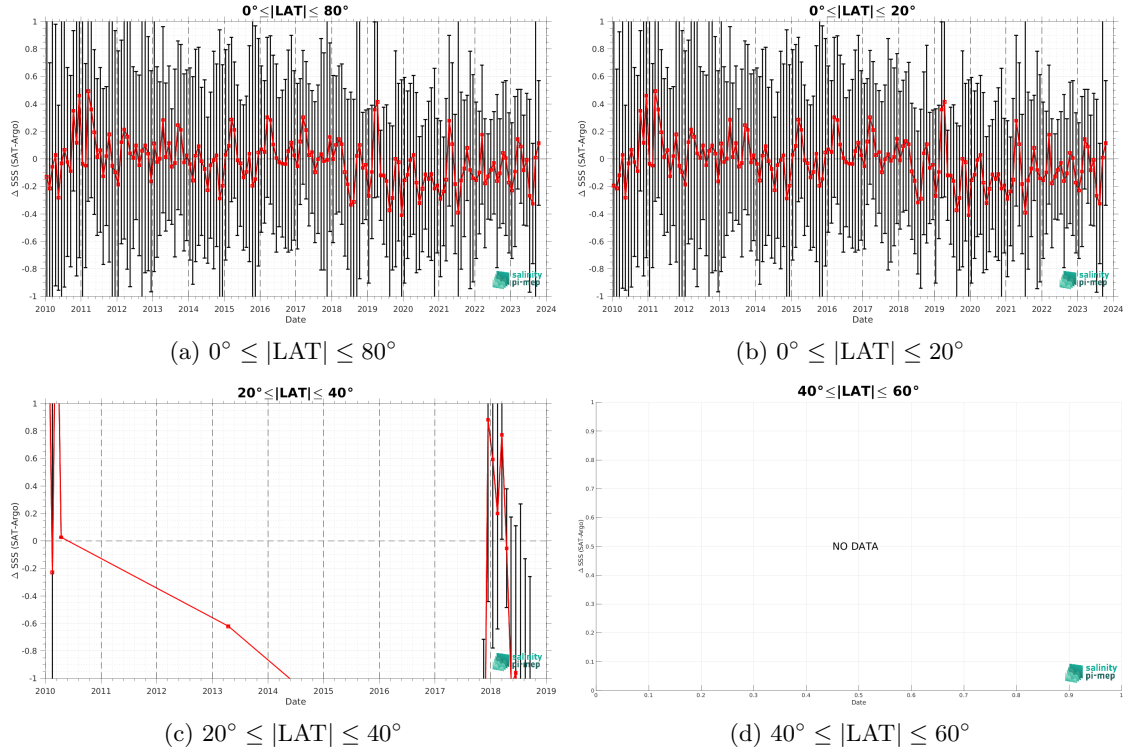 0°≤|LAT|≤ 80°
Δ SSS (SAT-Argo)
1
0.8
0.6
0.4
0.2
0
-0.2
-0.4
-0.6
-0.8
-1
2010 2011 2012 2013 2014 2015 2016 2017 2018 2019 2020 2021 2022 2023 2024
Date
salinity
pi-mep
(a) 0° ≤ |LAT| ≤ 80°
0°≤|LAT|≤ 20°
Δ SSS (SAT-Argo)
1
0.8
0.6
0.4
0.2
0
-0.2
-0.4
-0.6
-0.8
-1
2010 2011 2012 2013 2014 2015 2016 2017 2018 2019 2020 2021 2022 2023 2024
Date
salinity
pi-mep
(b) 0° ≤ |LAT| ≤ 20°
20°≤|LAT|≤ 40°
Δ SSS (SAT-Argo)
1
0.8
0.6
0.4
0.2
0
-0.2
-0.4
-0.6
-0.8
-1
2010 2011 2012 2013 2014 2015 2016 2017 2018 2019
Date
salinity
pi-mep
(c) 20° ≤ |LAT| ≤ 40°
40°≤|LAT|≤ 60°
Δ SSS (SAT-Argo)
1
0.9
0.8
0.7
0.6
0.5
0.4
0.3
0.2
0.1
0
NO DATA
0 0.1 0.2 0.3 0.4 0.5 0.6 0.7 0.8 0.9 1
Date
salinity
pi-mep
(d) 40° ≤ |LAT| ≤ 60°